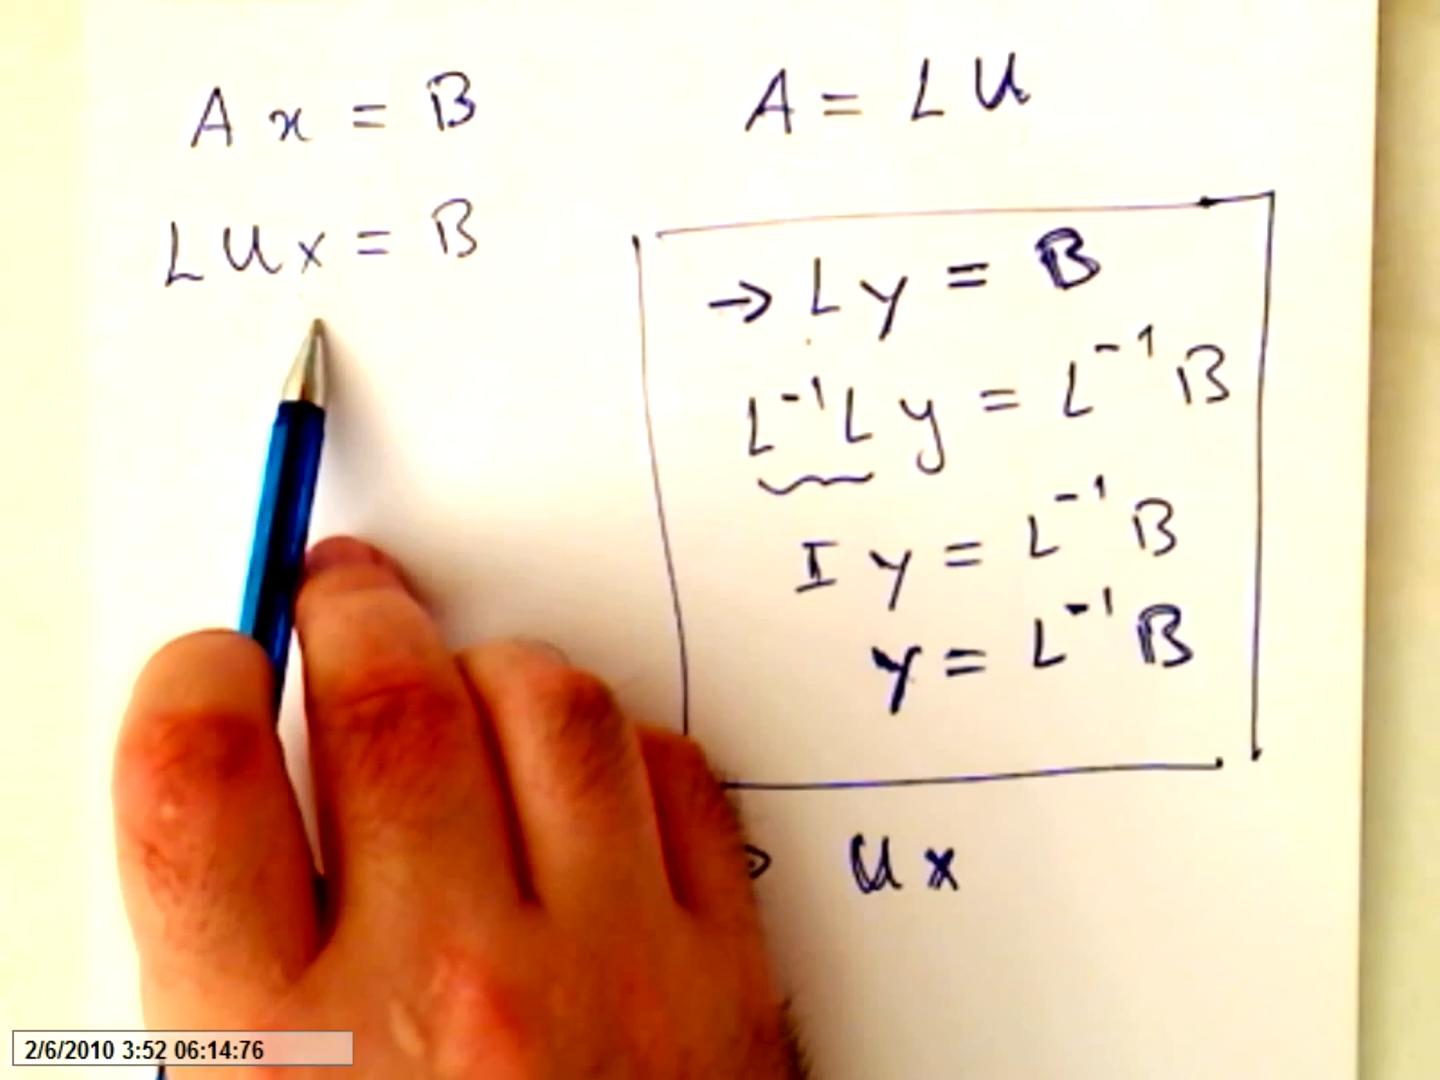 A x = B
A = L U
L U x = B
→ L y = B
L⁻¹ L y = L⁻¹ B
I y = L⁻¹ B
y = L⁻¹ B
U x
2/6/2010 3:52 06:14:76